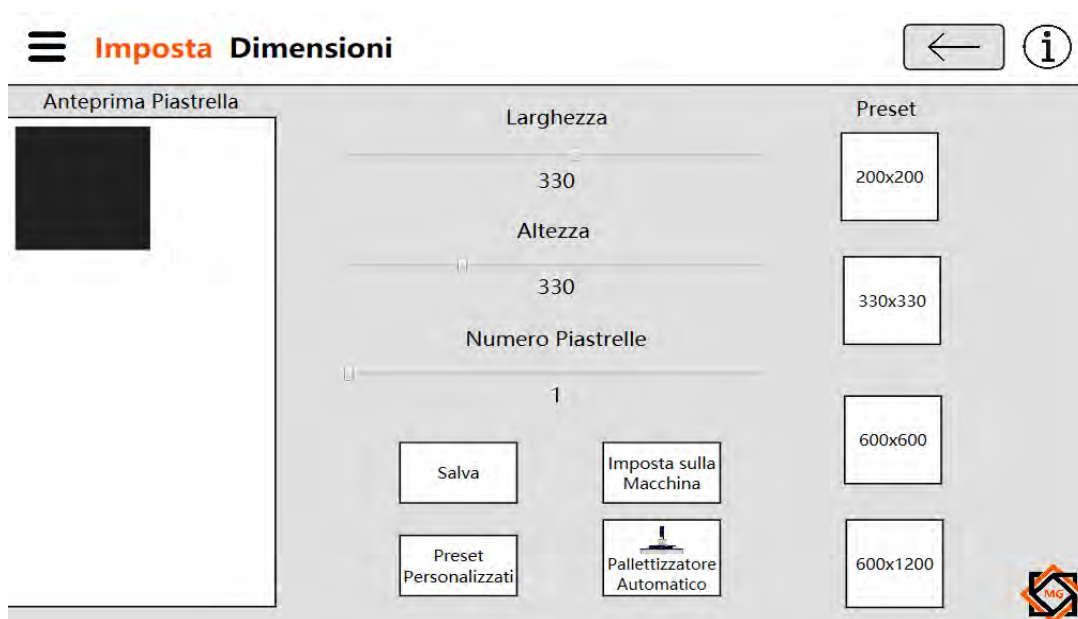 Imposta Dimensioni
i
Anteprima Piastrella
Larghezza
330
Altezza
330
Numero Piastrelle
1
Salva
Imposta sulla
Macchina
Preset
Personalizzati
Pallettizzatore
Automatico
Preset
200x200
330x330
600x600
600x1200
MG